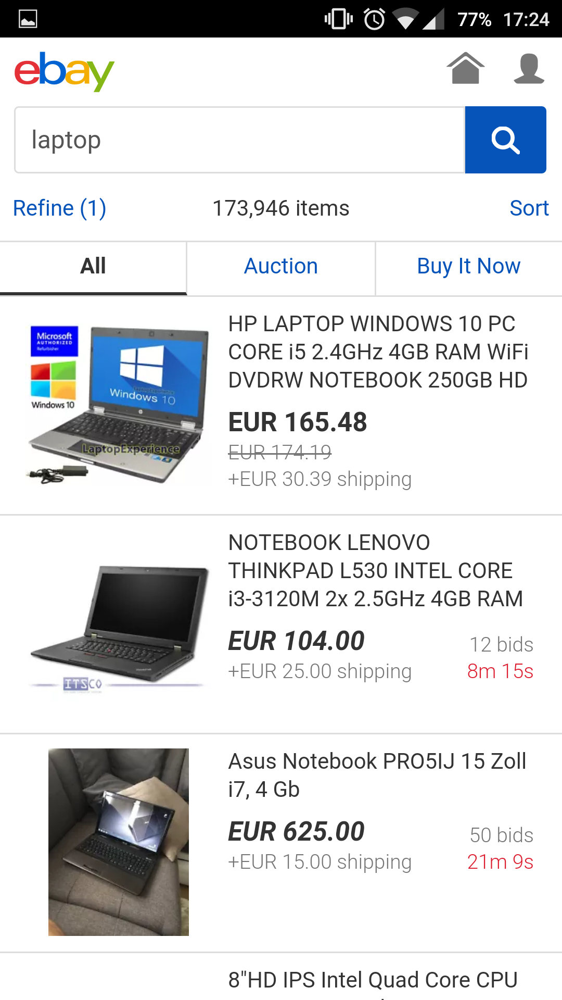 77% 17:24
ebay
laptop
Refine (1) 173,946 items Sort
All Auction Buy It Now
Microsoft
AUTHORIZED
Refurbisher
Windows 10
Windows 10
LaptopExperience
HP LAPTOP WINDOWS 10 PC
CORE i5 2.4GHz 4GB RAM WiFi
DVDRW NOTEBOOK 250GB HD
EUR 165.48
EUR 174.19
+EUR 30.39 shipping
ITSCO
NOTEBOOK LENOVO
THINKPAD L530 INTEL CORE
i3-3120M 2x 2.5GHz 4GB RAM
EUR 104.00 12 bids
+EUR 25.00 shipping 8m 15s
Asus Notebook PRO5IJ 15 Zoll
i7, 4 Gb
EUR 625.00 50 bids
+EUR 15.00 shipping 21m 9s
8"HD IPS Intel Quad Core CPU